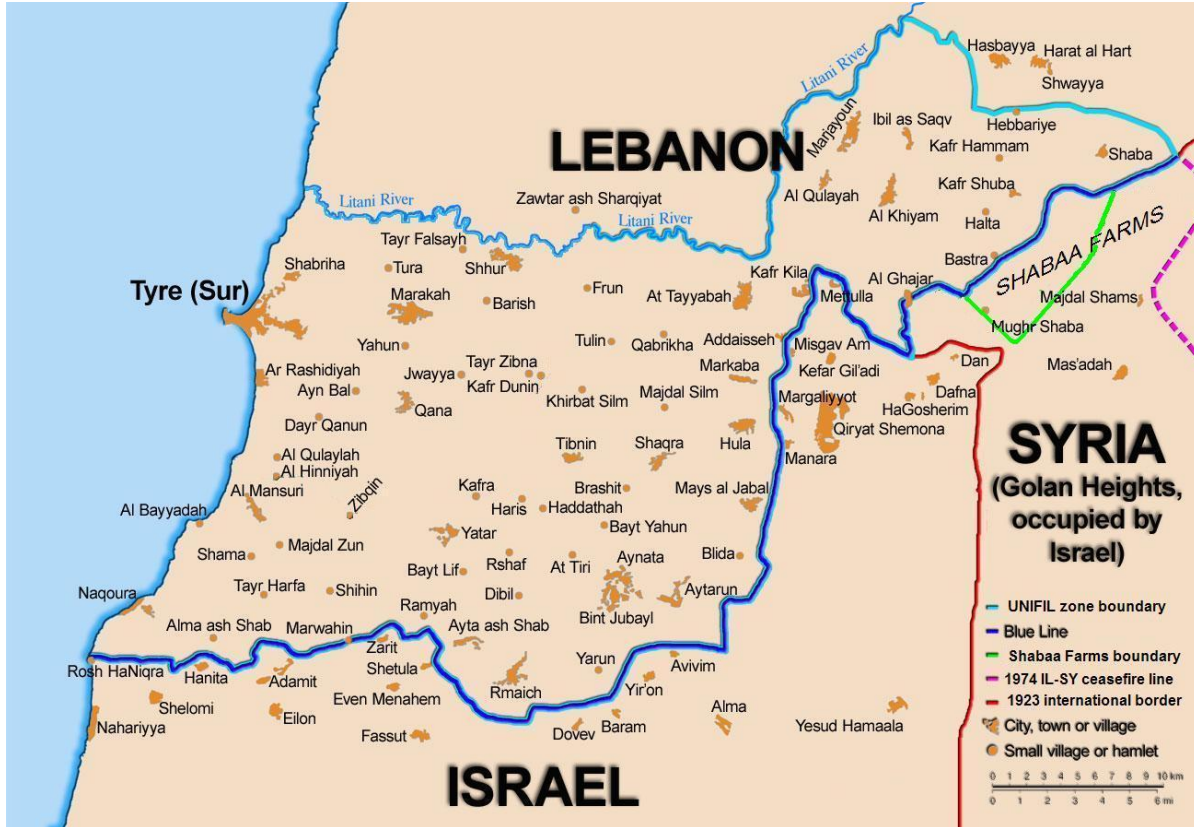 Litani River
Hasbayya
Harat al Hart
Shwayya
Marjayoun
Ibil as Saqv
Hebbariye
LEBANON
Kafr Hammam
Shaba
Al Qulayah
Kafr Shuba
Litani River
Zawtar ash Sharqiyat
Litani River
Al Khiyam
Halta
Tayr Falsayh
Bastra
SHABAA FARMS
Shabriha
Tura
Shhur
Kafr Kila
Al Ghajar
Tyre (Sur)
Marakah
Barish
Frun
At Tayyabah
Mettulla
Majdal Shams
Mughr Shaba
Yahun
Tulin
Qabrikha
Addaisseh
Misgav Am
Tayr Zibna
Markaba
Kefar Gil'adi
Dan
Mas'adah
Ar Rashidiyah
Jwayya
Kafr Dunin
Ayn Bal
Khirbat Silm
Majdal Silm
Margaliyyot
Dafna
HaGosherim
Qana
Dayr Qanun
Qiryat Shemona
Tibnin
Shaqra
Hula
SYRIA
(Golan Heights,
occupied by
Israel)
Manara
Al Qulaylah
Al Hinniyah
Al Mansuri
Zibqin
Kafra
Brashit
Mays al Jabal
Al Bayyadah
Haris
Haddathah
Yatar
Bayt Yahun
Shama
Majdal Zun
Rshaf
At Tiri
Aynata
Blida
Bayt Lif
Naqoura
Tayr Harfa
Shihin
Dibil
Aytarun
Ramyah
Bint Jubayl
Alma ash Shab
Marwahin
Ayta ash Shab
Zarit
Rosh HaNiqra
Hanita
Adamit
Shetula
Yarun
Avivim
Rmaich
Yir'on
Even Menahem
Shelomi
Eilon
Nahariyya
Fassut
Dovev
Baram
Alma
Yesud Hamaala
ISRAEL
UNIFIL zone boundary
Blue Line
Shabaa Farms boundary
1974 IL-SY ceasefire line
1923 international border
City, town or village
Small village or hamlet
0 1 2 3 4 5 6 7 8 9 10 km
0 1 2 3 4 5 6 mi